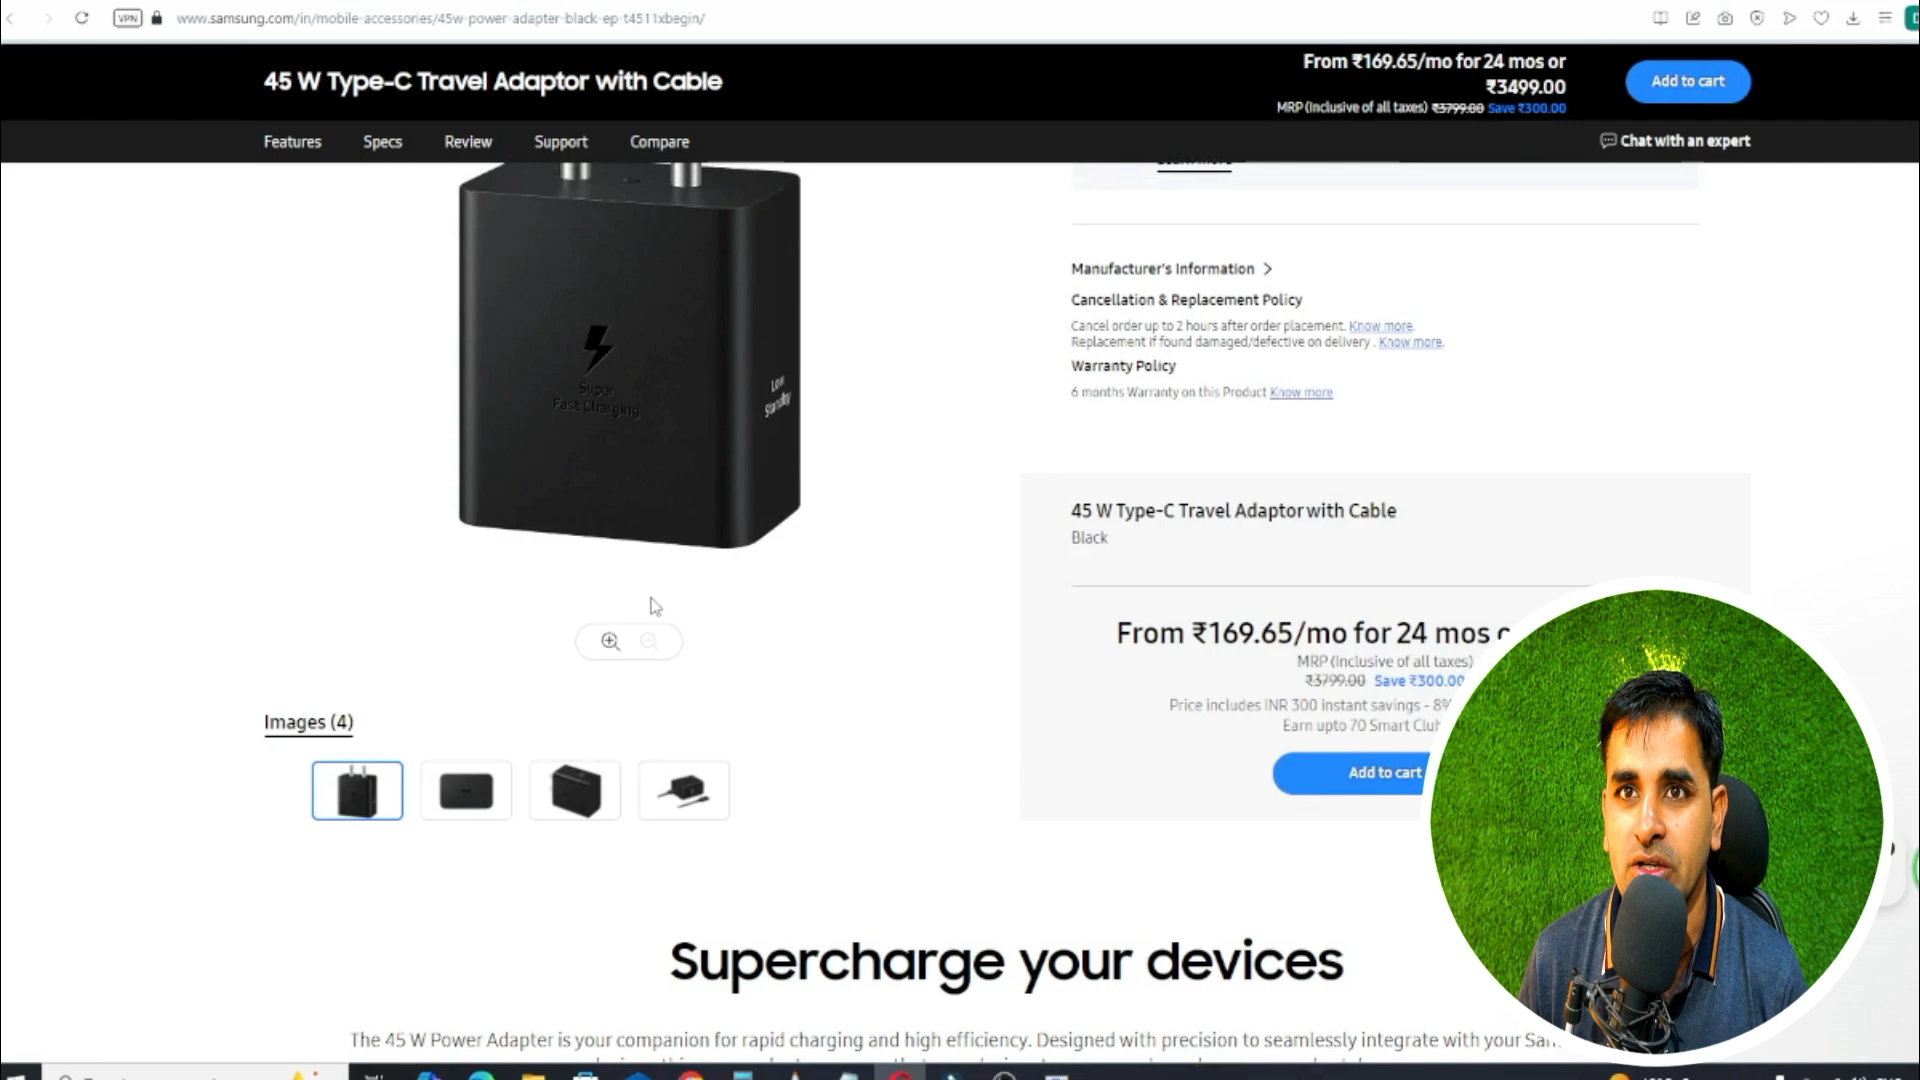 VPN
www.samsung.com/in/mobile-accessories/45w-power-adapter-black-ep-t4511xbegin/
45 W Type-C Travel Adaptor with Cable
From ₹169.65/mo for 24 mos or
₹3499.00
MRP (Inclusive of all taxes) ₹3799.00 Save ₹300.00
Add to cart
Features
Specs
Review
Support
Compare
Chat with an expert
Manufacturer's Information
Cancellation & Replacement Policy
Cancel order up to 2 hours after order placement. Know more.
Replacement if found damaged/defective on delivery . Know more.
Warranty Policy
6 months Warranty on this Product Know more
Super
Fast Charging
Low
Standby
45 W Type-C Travel Adaptor with Cable
Black
From ₹169.65/mo for 24 mos
MRP (Inclusive of all taxes)
₹3799.00 Save ₹300.00
Price includes INR 300 instant savings - 8%
Earn upto 70 Smart Club
Add to cart
Images (4)
Supercharge your devices
The 45 W Power Adapter is your companion for rapid charging and high efficiency. Designed with precision to seamlessly integrate with your